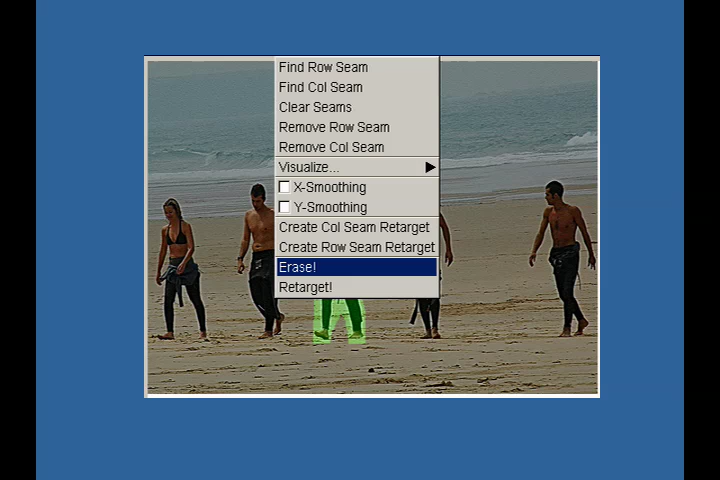 Find Row Seam
Find Col Seam
Clear Seams
Remove Row Seam
Remove Col Seam
Visualize...
X-Smoothing
Y-Smoothing
Create Col Seam Retarget
Create Row Seam Retarget
Erase!
Retarget!